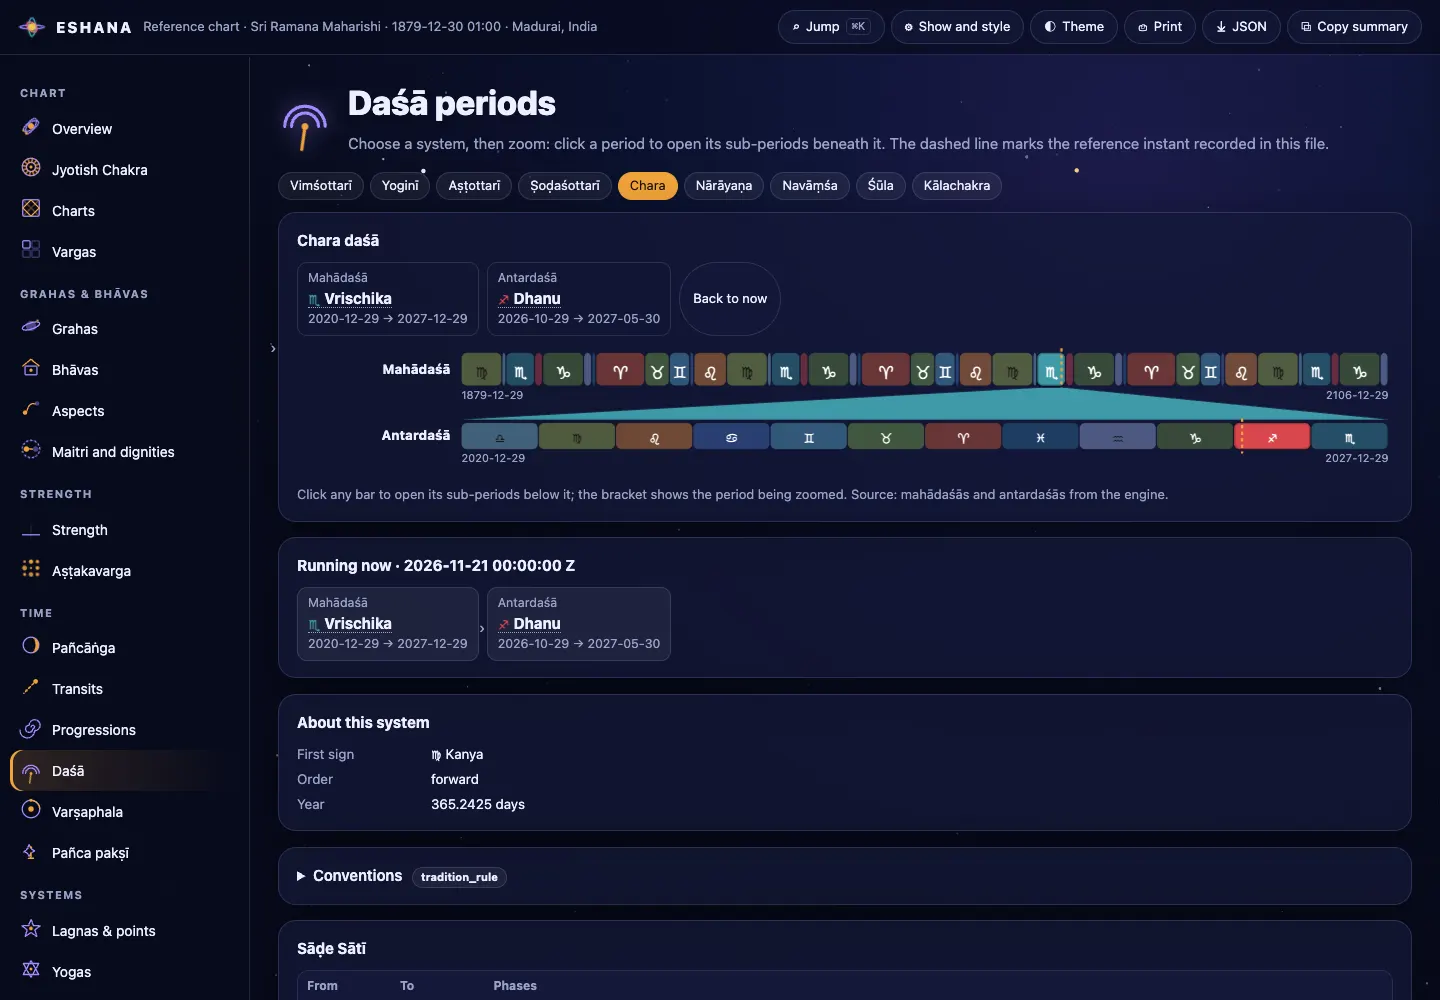 ESHANA Reference chart · Sri Ramana Maharishi · 1879-12-30 01:00 · Madurai, India
Jump ⌘K
Show and style
Theme
Print
JSON
Copy summary
CHART
Overview
Jyotish Chakra
Charts
Vargas
GRAHAS & BHĀVAS
Grahas
Bhāvas
Aspects
Maitri and dignities
STRENGTH
Strength
Aṣṭakavarga
TIME
Pañcāṅga
Transits
Progressions
Daśā
Varṣaphala
Pañca pakṣī
SYSTEMS
Lagnas & points
Yogas
Daśā periods
Choose a system, then zoom: click a period to open its sub-periods beneath it. The dashed line marks the reference instant recorded in this file.
Viṁśottarī
Yoginī
Aṣṭottarī
Ṣoḍaśottarī
Chara
Nārāyaṇa
Navāṁśa
Śūla
Kālachakra
Chara daśā
Mahādaśā
♏ Vrischika
2020-12-29 → 2027-12-29
Antardaśā
♐ Dhanu
2026-10-29 → 2027-05-30
Back to now
Mahādaśā
♍ ♏ ♑ ♈ ♉ ♊ ♌ ♍ ♏ ♑ ♈ ♉ ♊ ♌ ♍ ♏ ♑ ♈ ♉ ♊ ♌ ♍ ♏ ♑
1879-12-29 2106-12-29
Antardaśā
♎ ♍ ♌ ♋ ♊ ♉ ♈ ♓ ♒ ♑ ♐ ♏
2020-12-29 2027-12-29
Click any bar to open its sub-periods below it; the bracket shows the period being zoomed. Source: mahādaśās and antardaśās from the engine.
Running now · 2026-11-21 00:00:00 Z
Mahādaśā
♏ Vrischika
2020-12-29 → 2027-12-29
›
Antardaśā
♐ Dhanu
2026-10-29 → 2027-05-30
About this system
First sign ♍ Kanya
Order forward
Year 365.2425 days
Conventions tradition_rule
Sāḍe Sātī
From To Phases